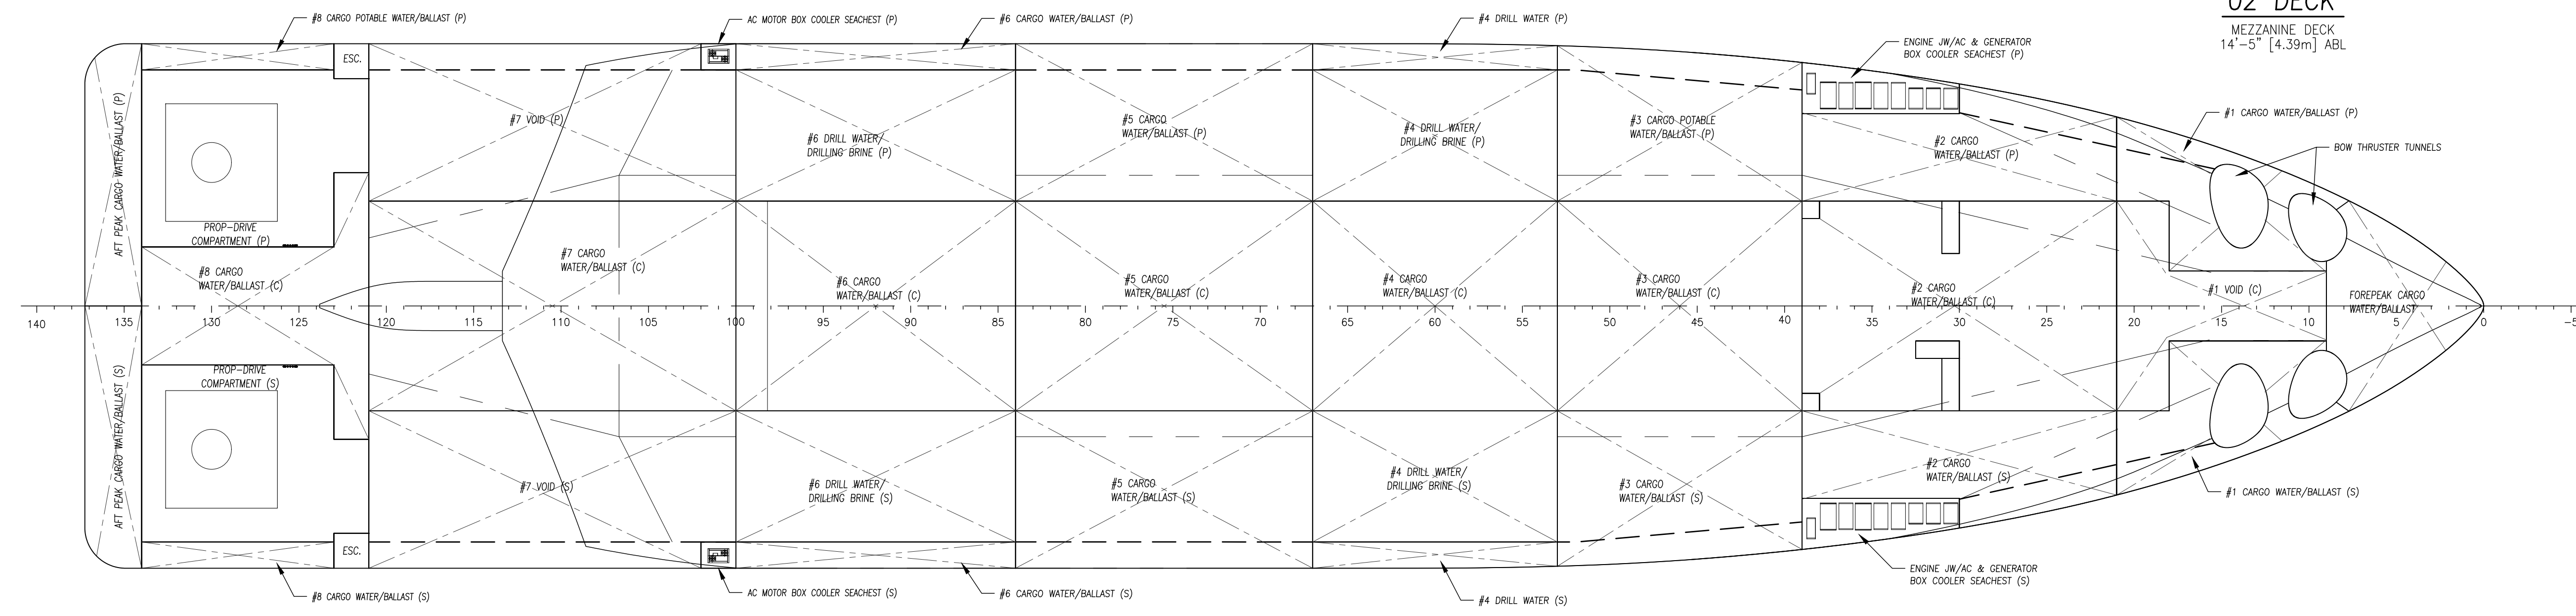 02 DECK
MEZZANINE DECK
14'-5" [4.39m] ABL
#8 CARGO POTABLE WATER/BALLAST (P)
AC MOTOR BOX COOLER SEACHEST (P)
#6 CARGO WATER/BALLAST (P)
#4 DRILL WATER (P)
ENGINE JW/AC & GENERATOR
BOX COOLER SEACHEST (P)
#1 CARGO WATER/BALLAST (P)
BOW THRUSTER TUNNELS
ESC.
AFT PEAK CARGO WATER/BALLAST (P)
#7 VOID (P)
#6 DRILL WATER/
DRILLING BRINE (P)
#5 CARGO
WATER/BALLAST (P)
#4 DRILL WATER/
DRILLING BRINE (P)
#3 CARGO POTABLE
WATER/BALLAST (P)
#2 CARGO
WATER/BALLAST (P)
PROP-DRIVE
COMPARTMENT (P)
#8 CARGO
WATER/BALLAST (C)
#7 CARGO
WATER/BALLAST (C)
#6 CARGO
WATER/BALLAST (C)
#5 CARGO
WATER/BALLAST (C)
#4 CARGO
WATER/BALLAST (C)
#3 CARGO
WATER/BALLAST (C)
#2 CARGO
WATER/BALLAST (C)
#1 VOID (C)
FOREPEAK CARGO
WATER/BALLAST
140 135 130 125 120 115 110 105 100 95 90 85 80 75 70 65 60 55 50 45 40 35 30 25 20 15 10 5 0 -5
PROP-DRIVE
COMPARTMENT (S)
AFT PEAK CARGO WATER/BALLAST (S)
#7 VOID (S)
#6 DRILL WATER/
DRILLING BRINE (S)
#5 CARGO
WATER/BALLAST (S)
#4 DRILL WATER/
DRILLING BRINE (S)
#3 CARGO
WATER/BALLAST (S)
#2 CARGO
WATER/BALLAST (S)
ESC.
#1 CARGO WATER/BALLAST (S)
ENGINE JW/AC & GENERATOR
BOX COOLER SEACHEST (S)
#8 CARGO WATER/BALLAST (S)
AC MOTOR BOX COOLER SEACHEST (S)
#6 CARGO WATER/BALLAST (S)
#4 DRILL WATER (S)